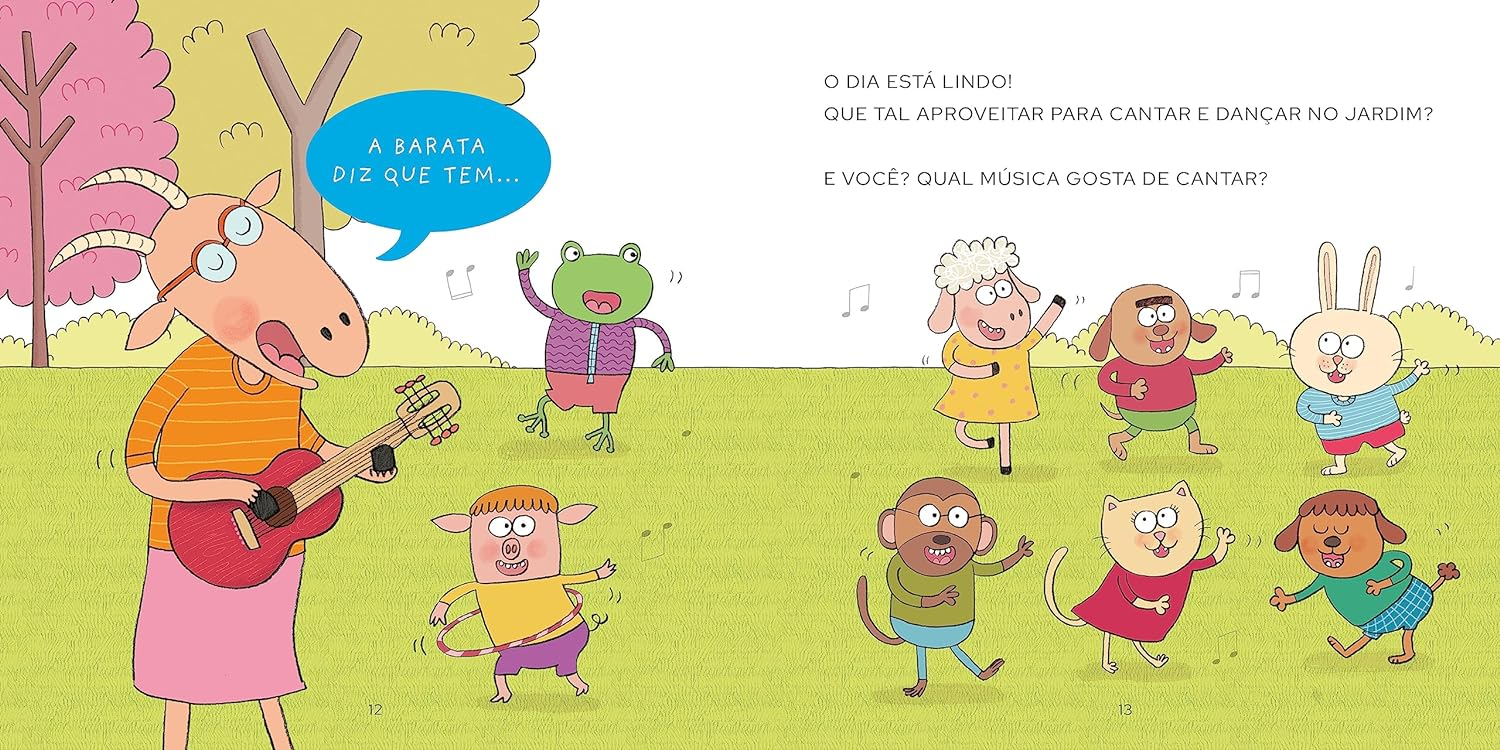 A BARATA
DIZ QUE TEM...
O DIA ESTÁ LINDO!
QUE TAL APROVEITAR PARA CANTAR E DANÇAR NO JARDIM?
E VOCÊ? QUAL MÚSICA GOSTA DE CANTAR?
12
13